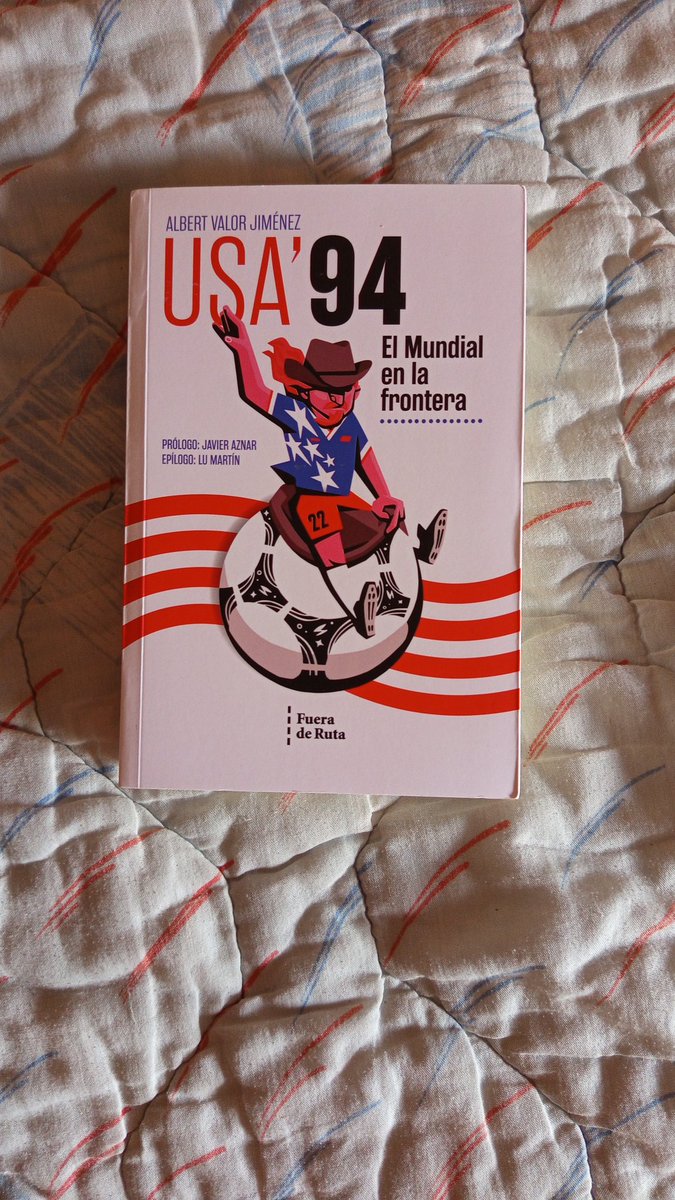 ALBERT VALOR JIMÉNEZ
USA'94
El Mundial
en la
frontera
PRÓLOGO: JAVIER AZNAR
EPÍLOGO: LU MARTÍN
22
Fuera
de Ruta